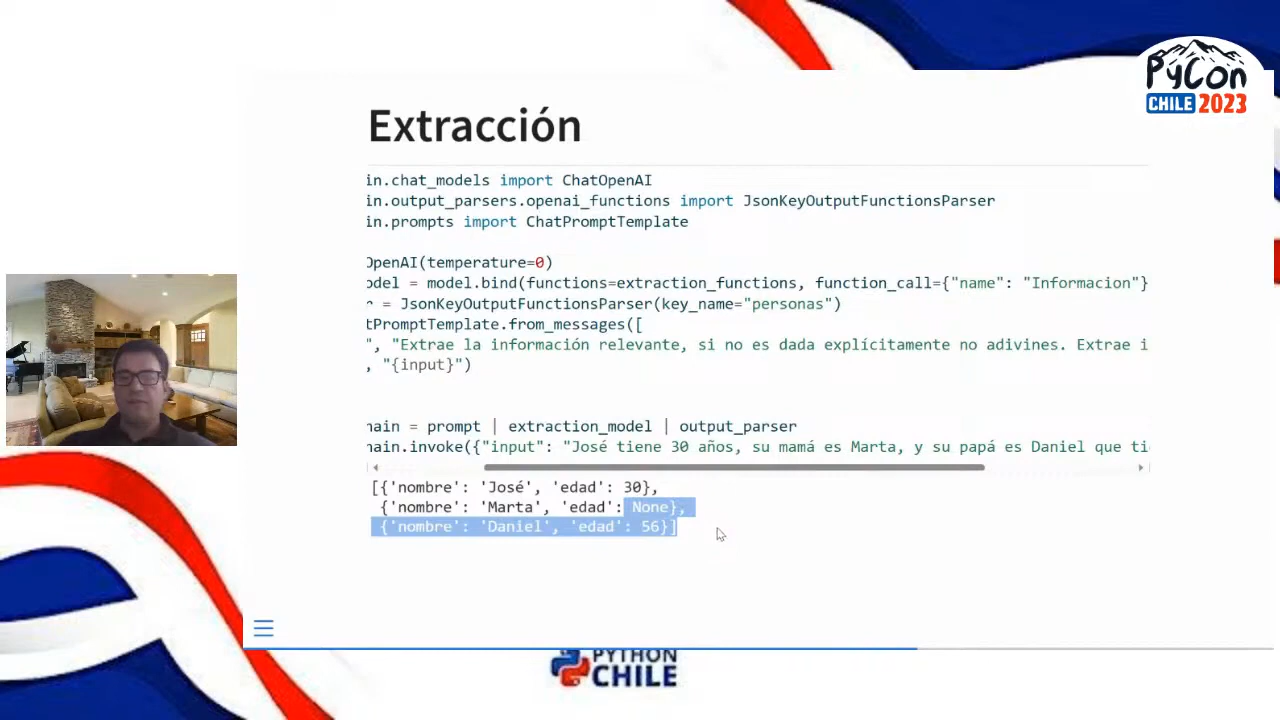 PyCon
CHILE 2023
Extracción
in.chat_models import ChatOpenAI
in.output_parsers.openai_functions import JsonKeyOutputFunctionsParser
in.prompts import ChatPromptTemplate
OpenAI(temperature=0)
odel = model.bind(functions=extraction_functions, function_call={"name": "Informacion"}
r = JsonKeyOutputFunctionsParser(key_name="personas")
tPromptTemplate.from_messages([
", "Extrae la información relevante, si no es dada explícitamente no adivines. Extrae i
, "{input}")
hain = prompt | extraction_model | output_parser
hain.invoke({"input": "José tiene 30 años, su mamá es Marta, y su papá es Daniel que ti
[{'nombre': 'José', 'edad': 30},
{'nombre': 'Marta', 'edad': None},
{'nombre': 'Daniel', 'edad': 56}]
PYTHON
CHILE